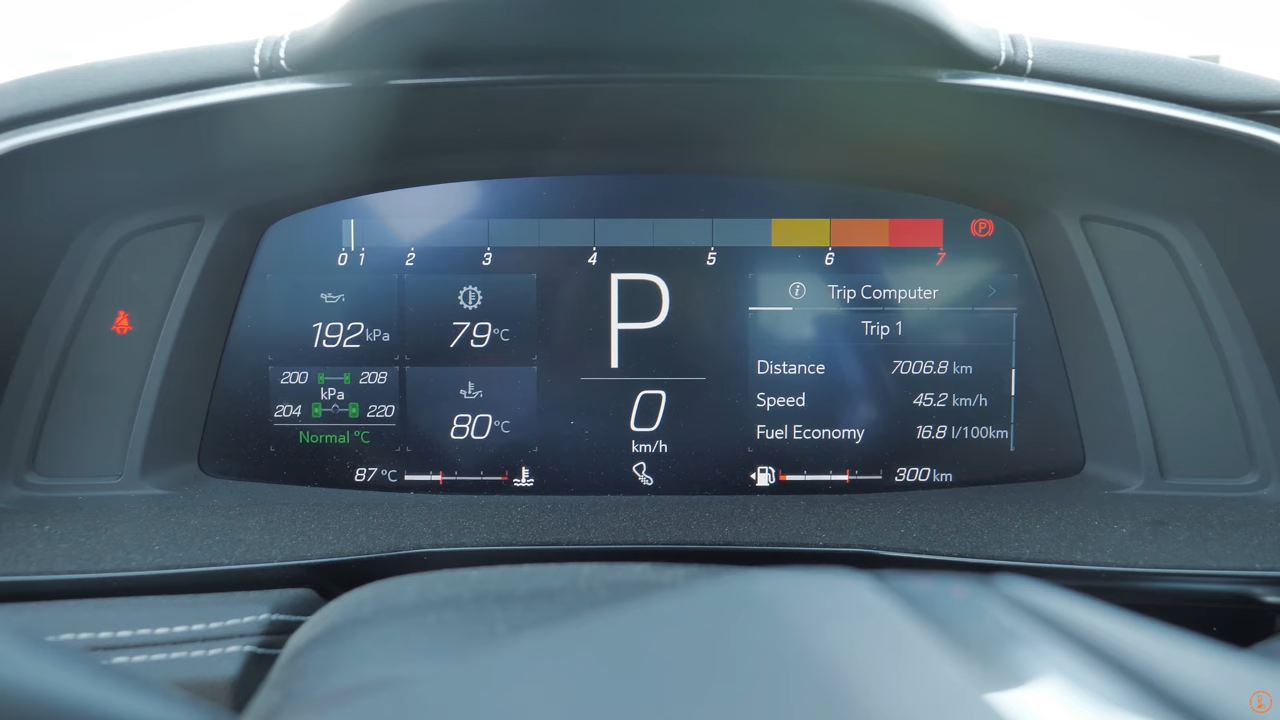 0 1 2 3 4 5 6 7
P
192 kPa
79 °C
200 208
kPa
204 220
Normal °C
80 °C
87 °C
P
0
km/h
Trip Computer
Trip 1
Distance 7006.8 km
Speed 45.2 km/h
Fuel Economy 16.8 l/100km
300 km